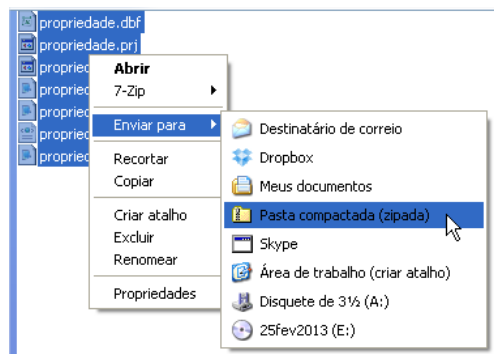 propriedade.dbf
propriedade.prj
propried
propried
propried
propried
propried
Abrir
7-Zip
Enviar para
Recortar
Copiar
Criar atalho
Excluir
Renomear
Propriedades
Destinatário de correio
Dropbox
Meus documentos
Pasta compactada (zipada)
Skype
Área de trabalho (criar atalho)
Disquete de 3½ (A:)
25fev2013 (E:)